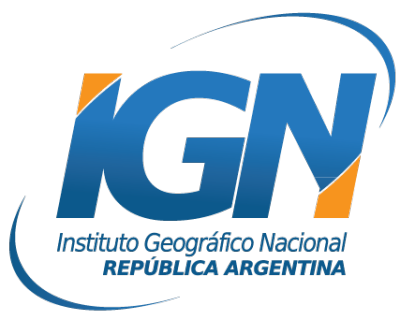 IGN
Instituto Geográfico Nacional
REPÚBLICA ARGENTINA